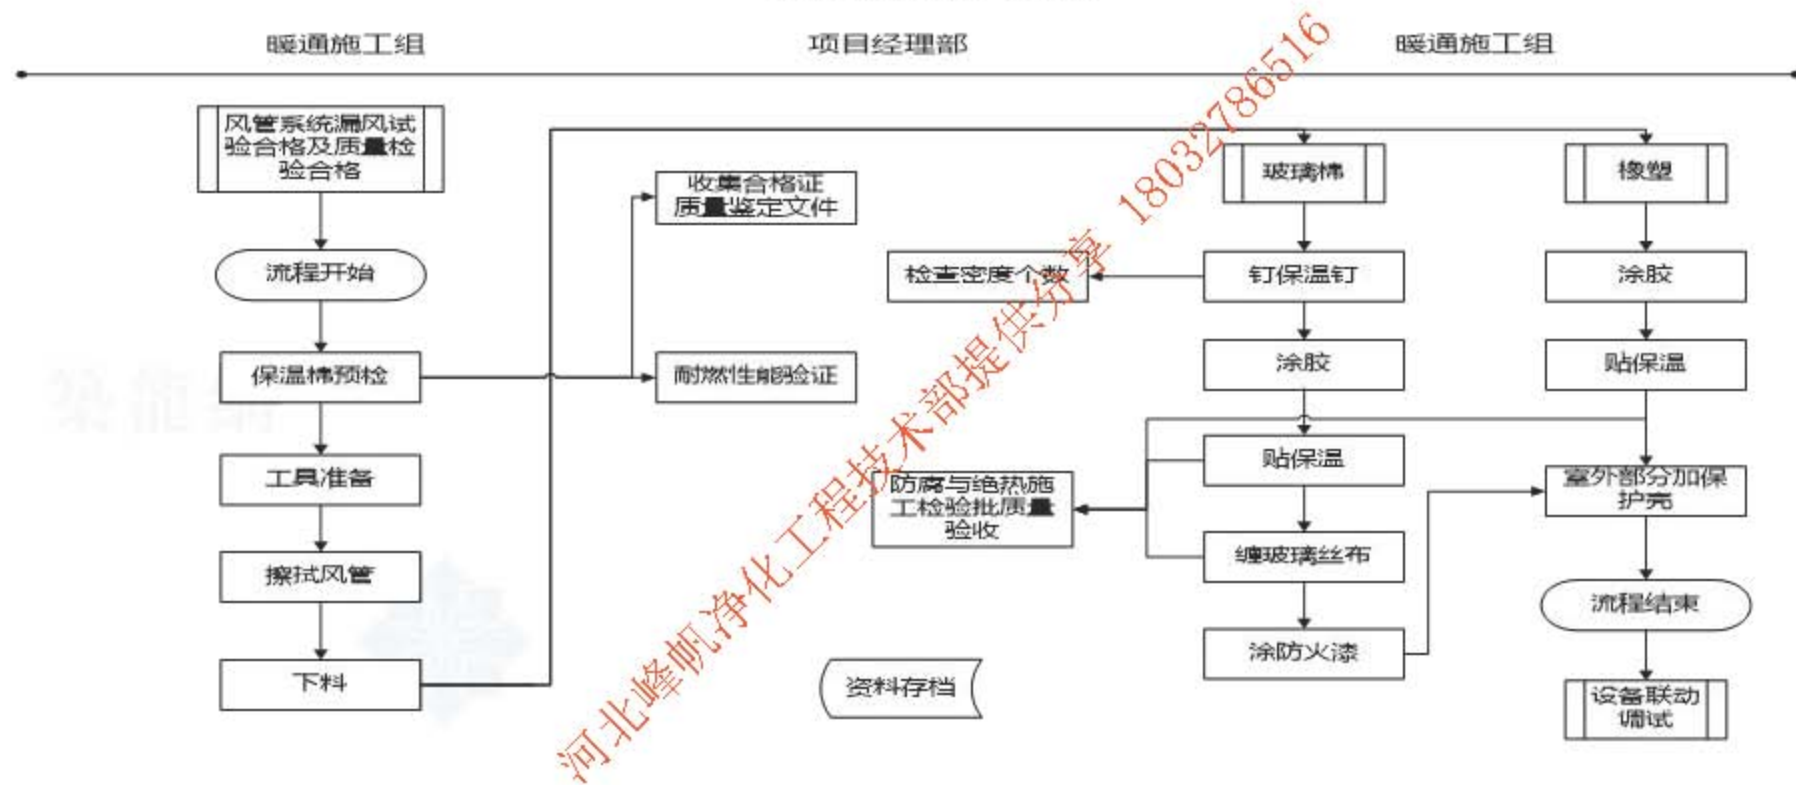 暖通施工组
项目经理部
暖通施工组
风管系统漏风试
验合格及质量检
验合格
流程开始
保温棉预检
工具准备
擦拭风管
下料
收集合格证
质量鉴定文件
耐燃性能验证
检查密度个数
防腐与绝热施
工检验批质量
验收
资料存档
玻璃棉
钉保温钉
涂胶
贴保温
缠玻璃丝布
涂防火漆
橡塑
涂胶
贴保温
室外部分加保
护壳
流程结束
设备联动
调试
河北峰帆净化工程技术部提供分享 18032786516